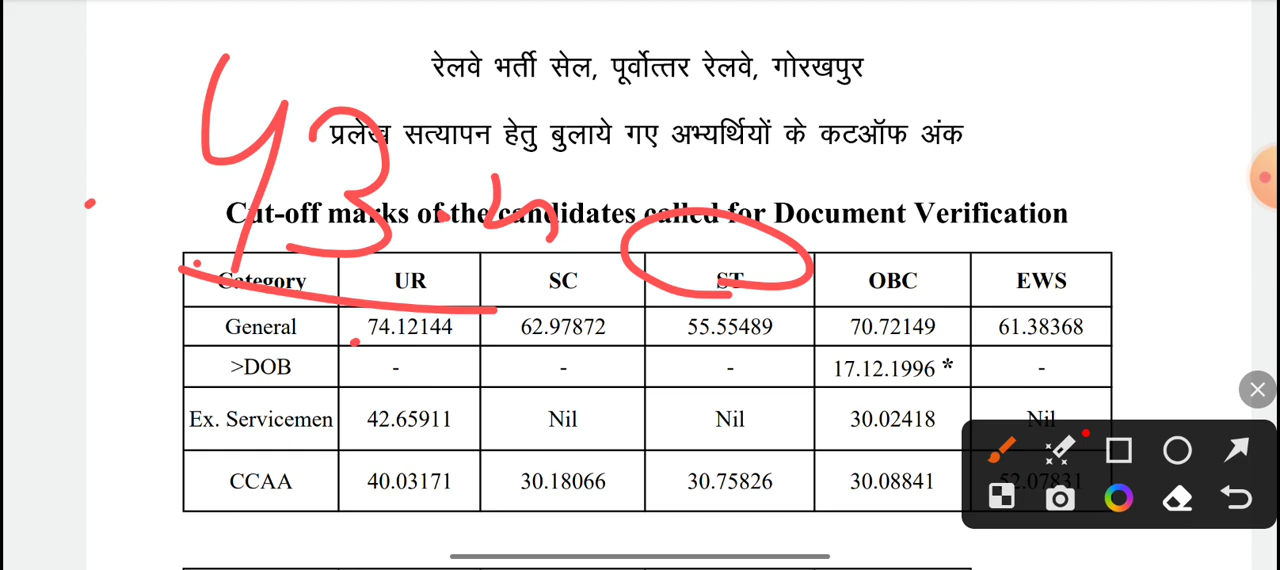 रेलवे भर्ती सेल, पूर्वोत्तर रेलवे, गोरखपुर
प्रलेख सत्यापन हेतु बुलाये गए अभ्यर्थियों के कटऑफ अंक
43.5
Cut-off marks of the candidates called for Document Verification
Category UR SC ST OBC EWS
General 74.12144 62.97872 55.55489 70.72149 61.38368
>DOB - - - 17.12.1996 * -
Ex. Servicemen 42.65911 Nil Nil 30.02418 Nil
CCAA 40.03171 30.18066 30.75826 30.08841 52.07831